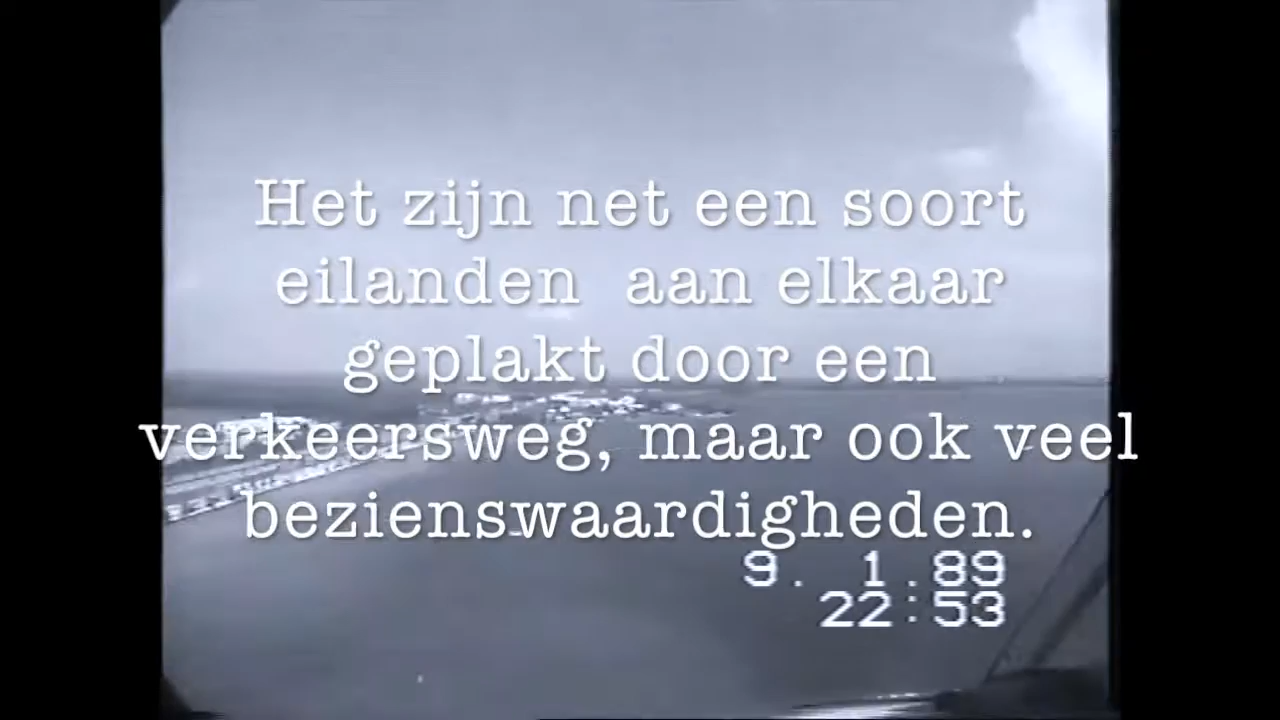 Het zijn net een soort
eilanden aan elkaar
geplakt door een
verkeersweg, maar ook veel
bezienswaardigheden.
9. 1.89
22:53